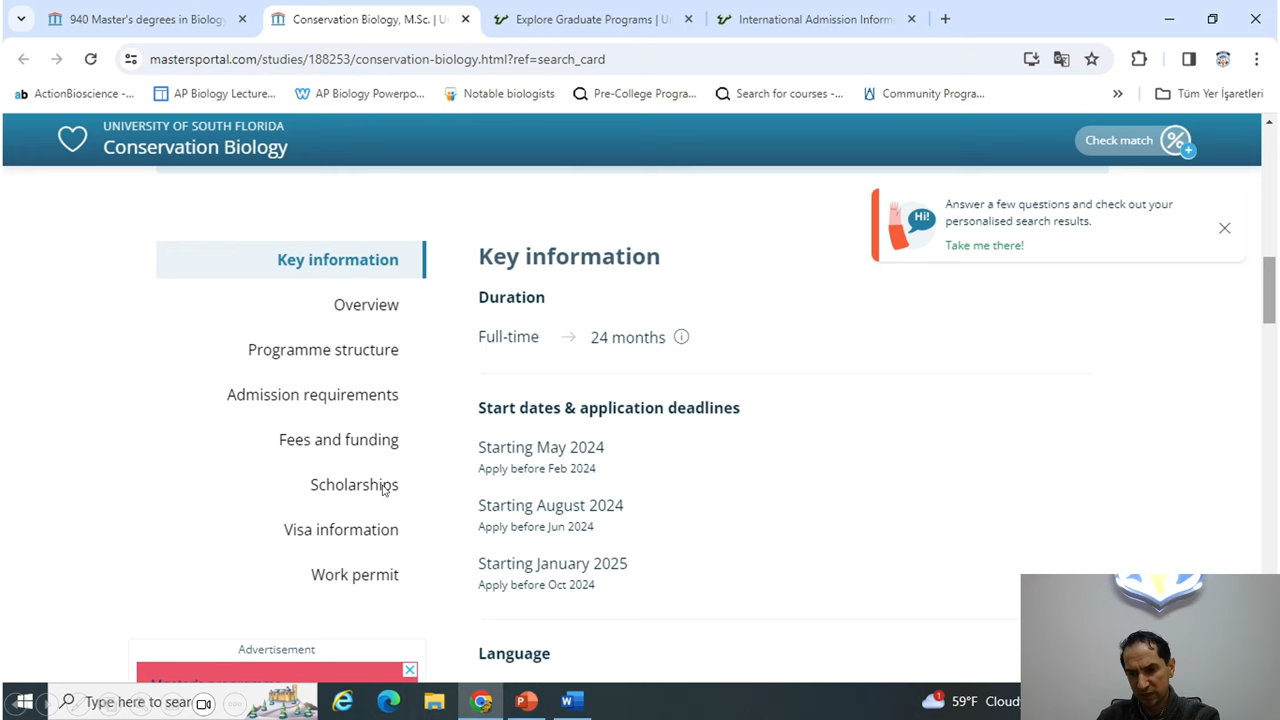 940 Master's degrees in Biology
Conservation Biology, M.Sc. | U
Explore Graduate Programs | U
International Admission Inform
mastersportal.com/studies/188253/conservation-biology.html?ref=search_card
ab ActionBioscience -...
AP Biology Lecture...
AP Biology Powerpo...
Notable biologists
Pre-College Progra...
Search for courses -...
Community Progra...
»
Tüm Yer İşaretleri
UNIVERSITY OF SOUTH FLORIDA
Conservation Biology
Check match
Hi!
Answer a few questions and check out your
personalised search results.
Take me there!
Key information
Overview
Programme structure
Admission requirements
Fees and funding
Scholarships
Visa information
Work permit
Advertisement
Key information
Duration
Full-time → 24 months
Start dates & application deadlines
Starting May 2024
Apply before Feb 2024
Starting August 2024
Apply before Jun 2024
Starting January 2025
Apply before Oct 2024
Language
Type here to sear
1
59°F Cloudy